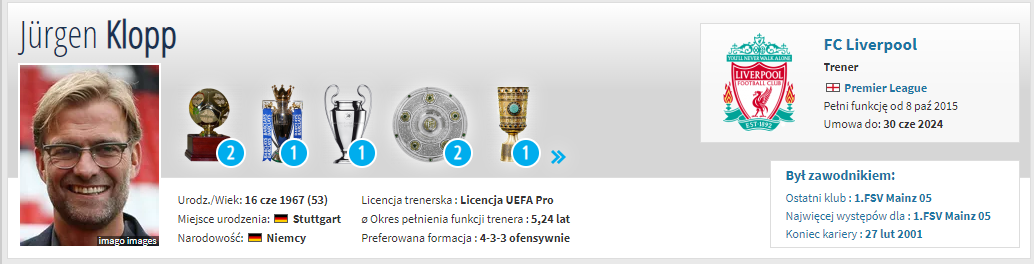 Jürgen Klopp
imago images
2
1
1
2
1
»
Urodz./Wiek: 16 cze 1967 (53)
Miejsce urodzenia: Stuttgart
Narodowość: Niemcy
Licencja trenerska : Licencja UEFA Pro
ø Okres pełnienia funkcji trenera : 5,24 lat
Preferowana formacja : 4-3-3 ofensywnie
YOU'LL NEVER WALK ALONE
LIVERPOOL
FOOTBALL CLUB
EST 1892
FC Liverpool
Trener
Premier League
Pełni funkcję od 8 paź 2015
Umowa do: 30 cze 2024
Był zawodnikiem:
Ostatni klub : 1.FSV Mainz 05
Najwięcej występów dla : 1.FSV Mainz 05
Koniec kariery : 27 lut 2001